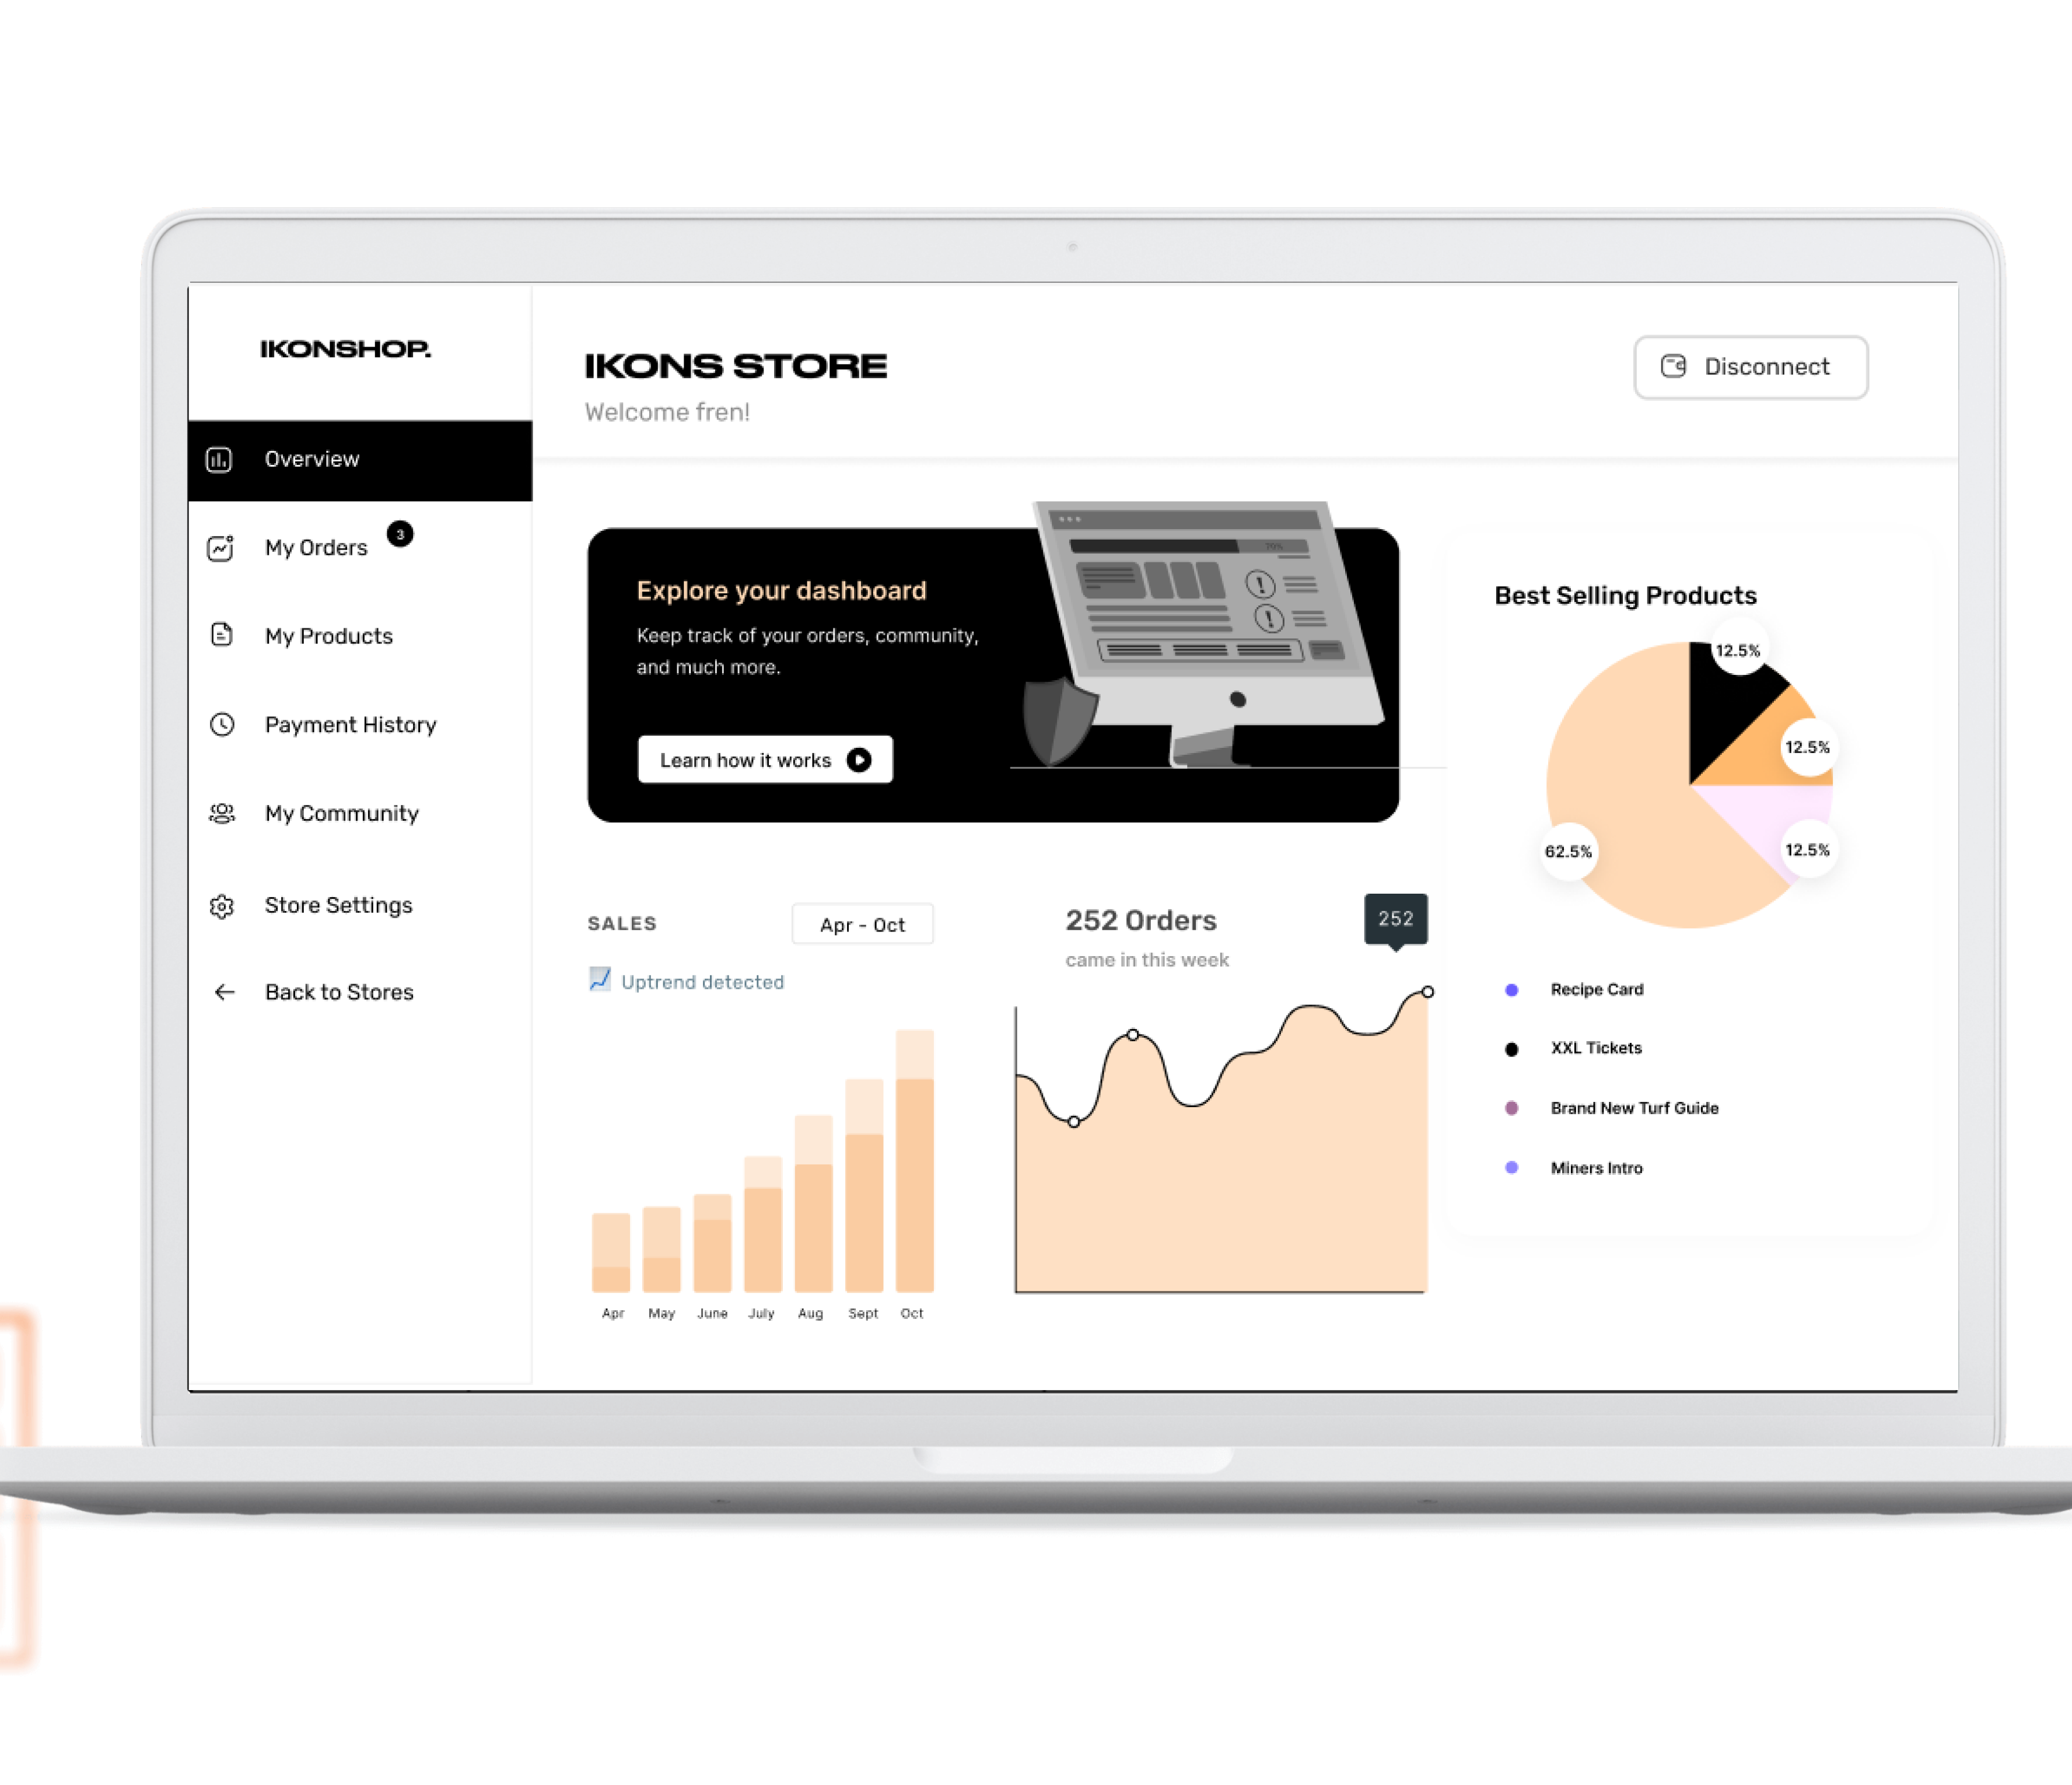 IKONSHOP.
Overview
My Orders
3
My Products
Payment History
My Community
Store Settings
Back to Stores
IKONS STORE
Welcome fren!
Disconnect
Explore your dashboard
Keep track of your orders, community,
and much more.
Learn how it works
70%
SALES
Apr - Oct
Uptrend detected
Apr May June July Aug Sept Oct
252 Orders
came in this week
252
Best Selling Products
12.5%
12.5%
12.5%
62.5%
Recipe Card
XXL Tickets
Brand New Turf Guide
Miners Intro